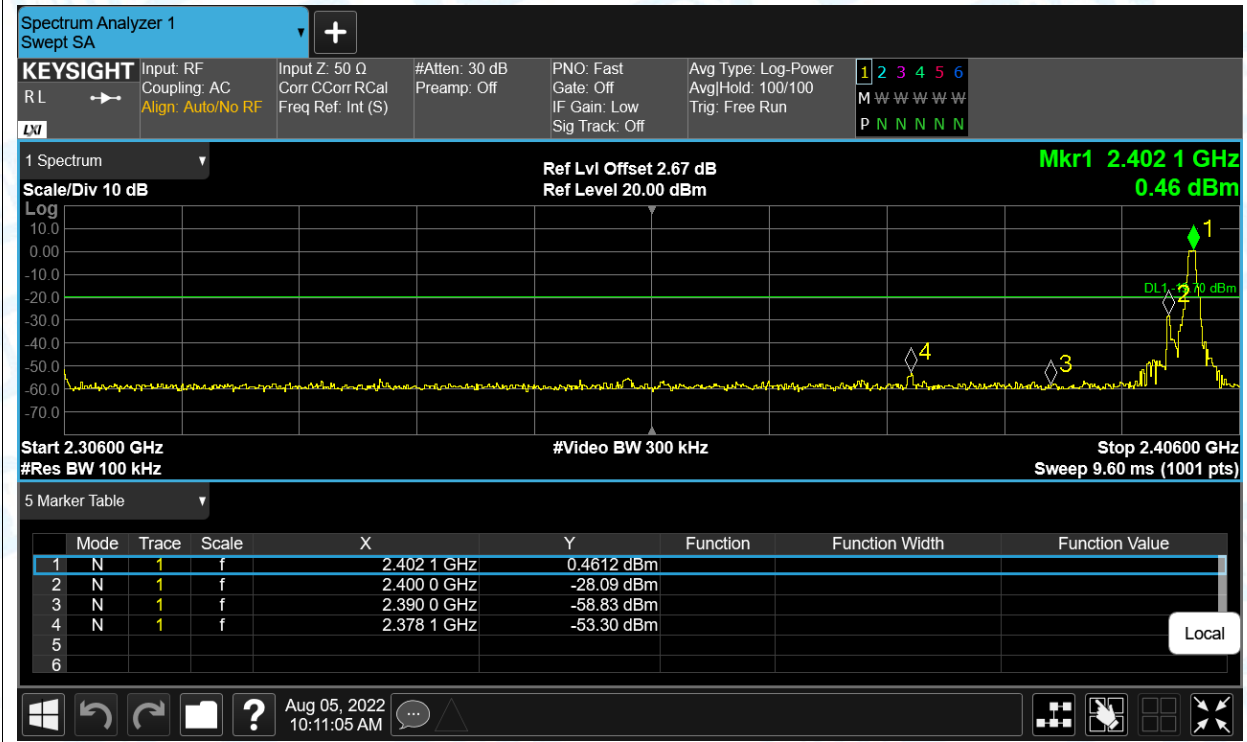 Spectrum Analyzer 1
Swept SA
+
KEYSIGHT Input: RF Input Z: 50 Ω #Atten: 30 dB PNO: Fast Avg Type: Log-Power 1 2 3 4 5 6
R L Coupling: AC Corr CCorr RCal Preamp: Off Gate: Off Avg|Hold: 100/100 M W W W W W W
Align: Auto/No RF Freq Ref: Int (S) IF Gain: Low Trig: Free Run
LXI Sig Track: Off P N N N N N N
1 Spectrum Ref Lvl Offset 2.67 dB Mkr1 2.402 1 GHz
Scale/Div 10 dB Ref Level 20.00 dBm 0.46 dBm
Log
10.0
1
0.00
-10.0
-20.0
DL1 dBm
2
-30.0
-40.0
4
-50.0
3
-60.0
-70.0
Start 2.30600 GHz #Video BW 300 kHz Stop 2.40600 GHz
#Res BW 100 kHz Sweep 9.60 ms (1001 pts)
5 Marker Table
Mode Trace Scale X Y Function Function Width Function Value
1 N 1 f 2.402 1 GHz 0.4612 dBm
2 N 1 f 2.400 0 GHz -28.09 dBm
3 N 1 f 2.390 0 GHz -58.83 dBm
4 N 1 f 2.378 1 GHz -53.30 dBm
5
6
Local
? Aug 05, 2022
10:11:05 AM